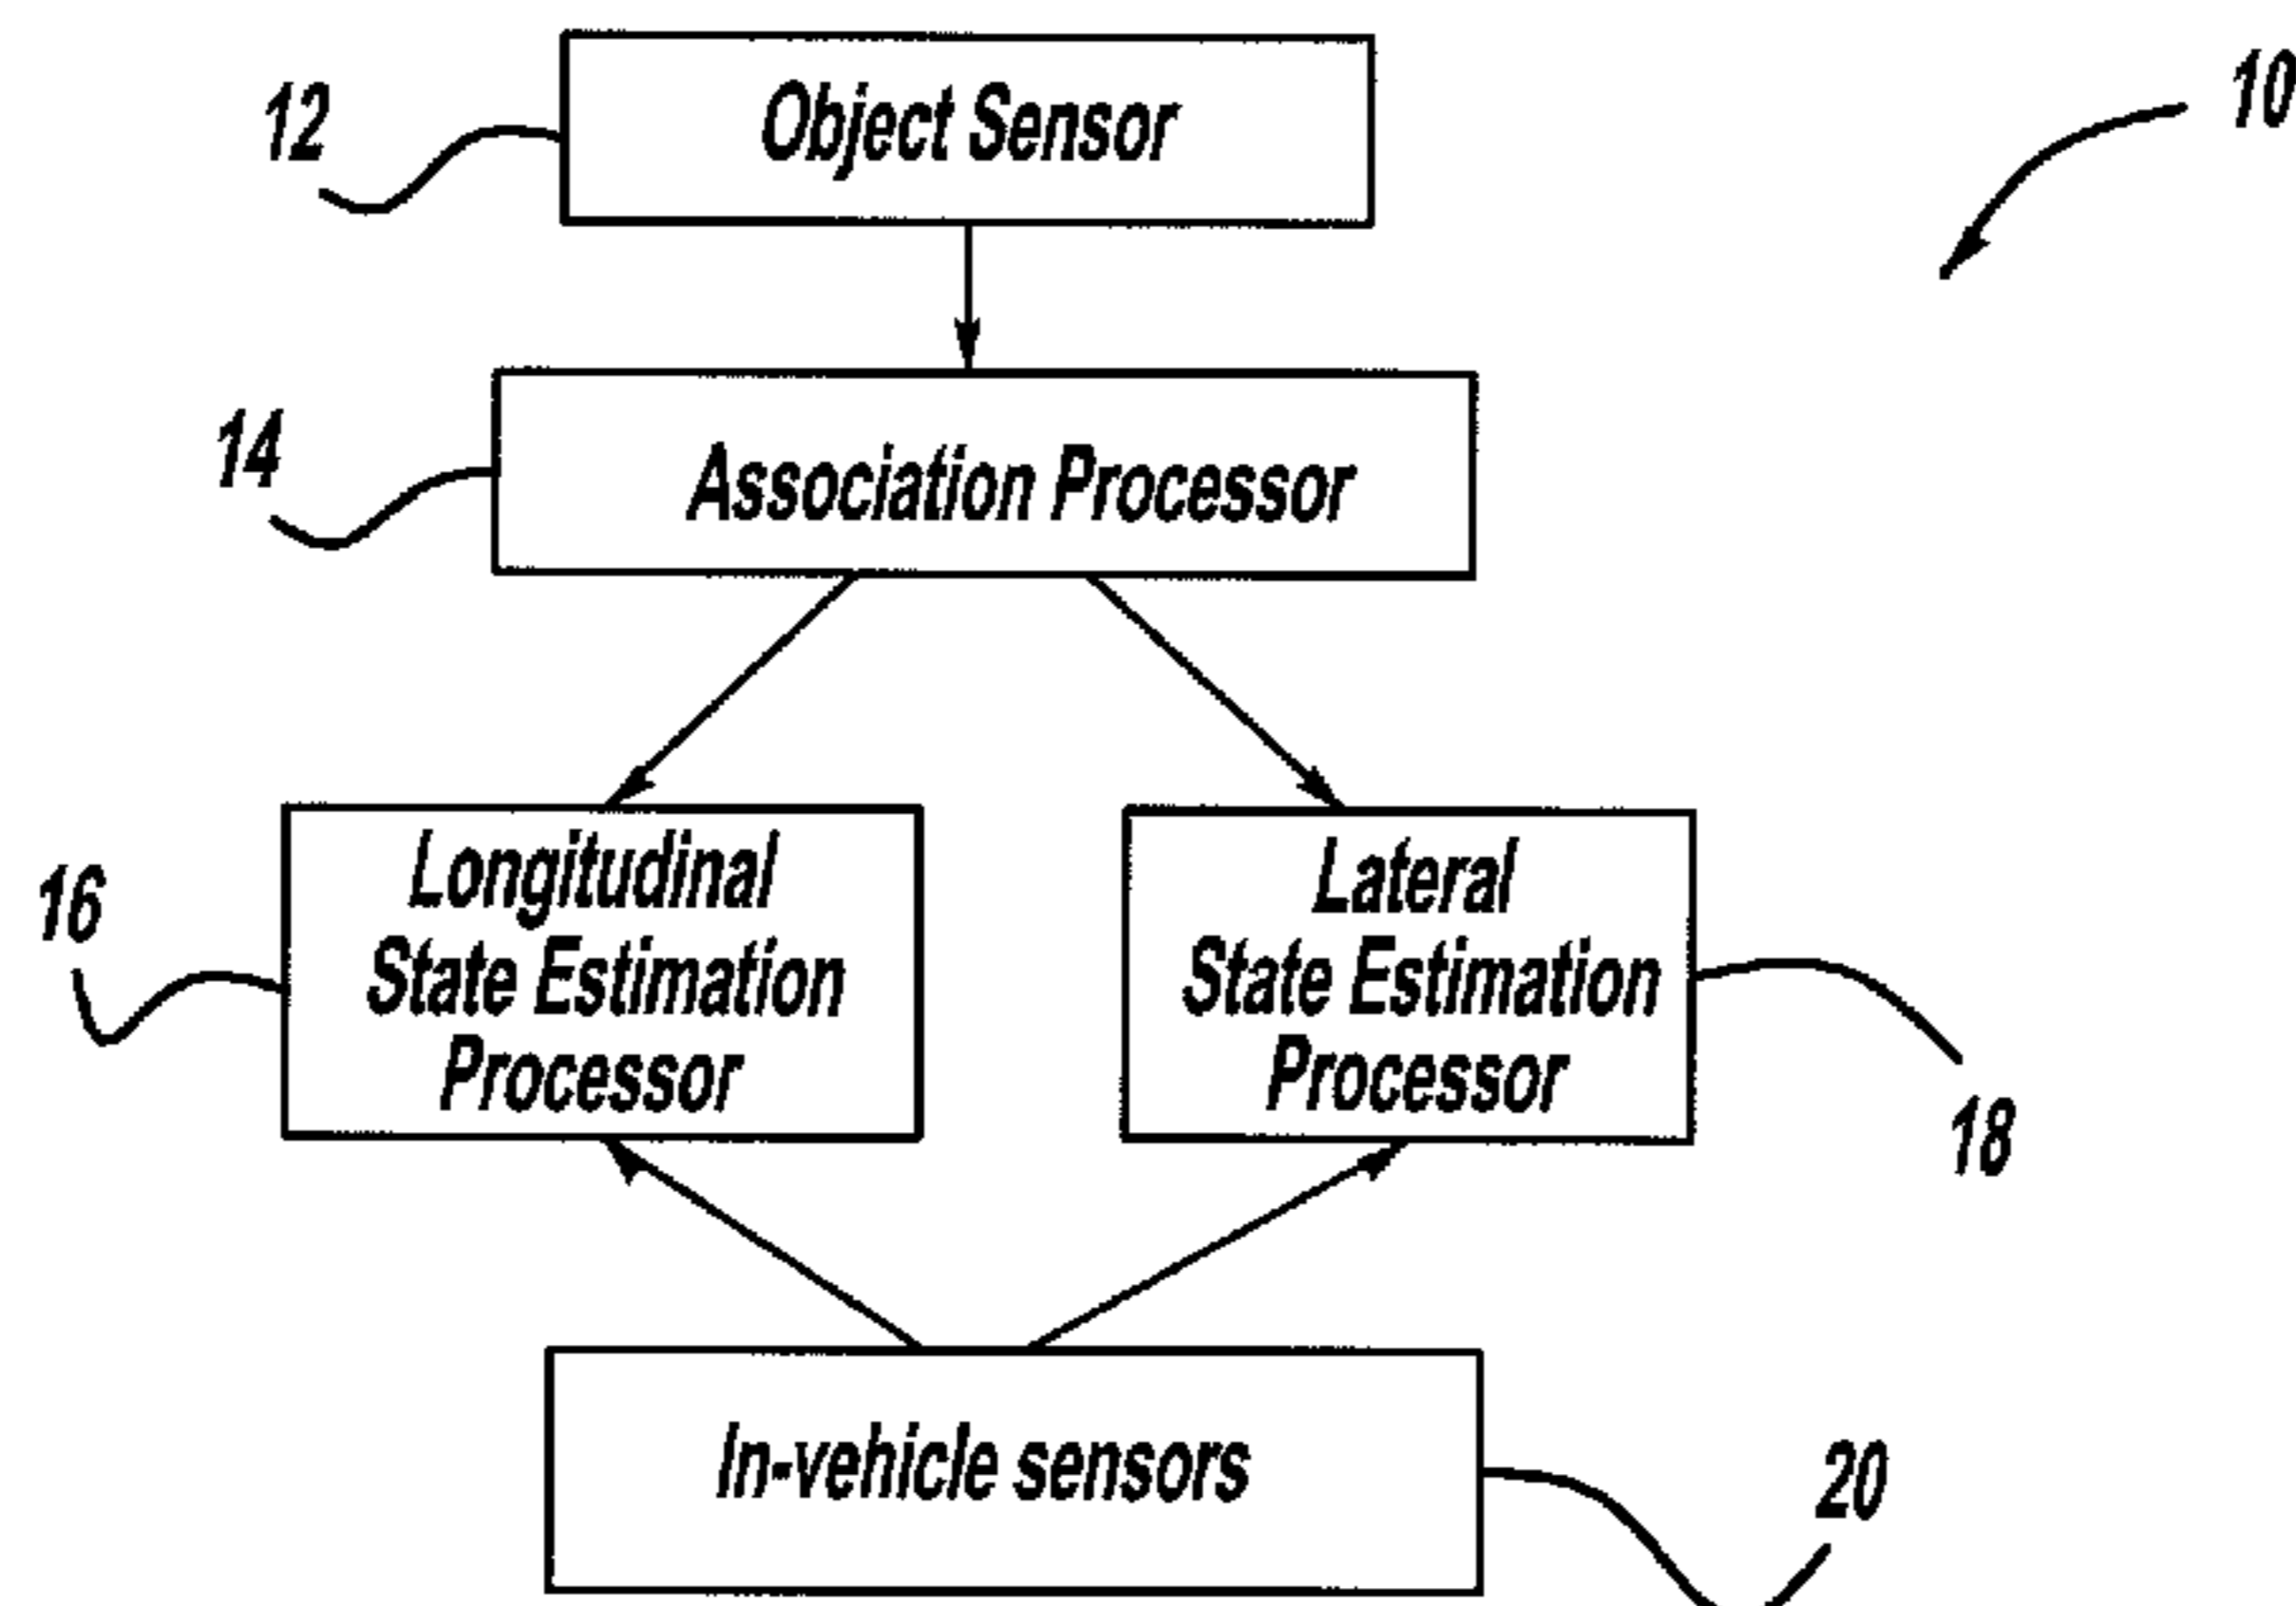 10
12
Object Sensor
14
Association Processor
16
Longitudinal
State Estimation
Processor
Lateral
State Estimation
Processor
18
In-vehicle sensors
20